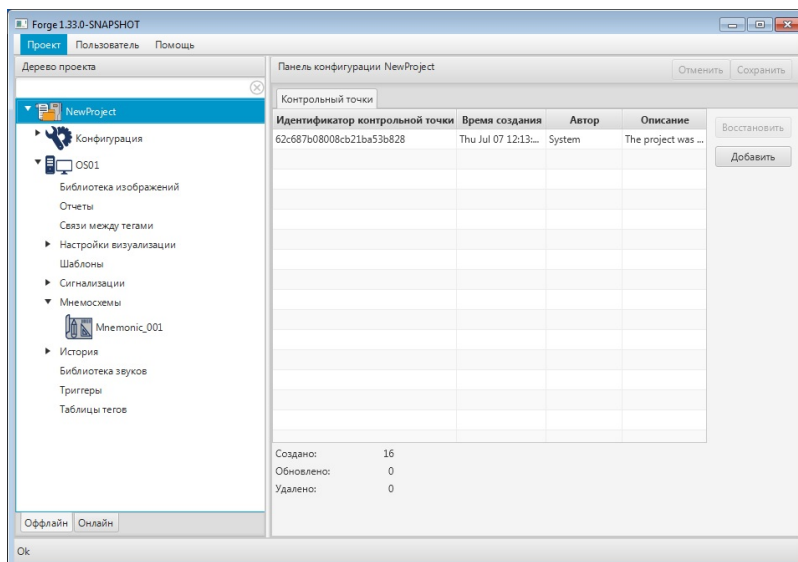 Forge 1.33.0-SNAPSHOT
Проект Пользователь Помощь
Дерево проекта
Панель конфигурации NewProject
Отменить Сохранить
NewProject
Конфигурация
OS01
Библиотека изображений
Отчеты
Связи между тегами
Настройки визуализации
Шаблоны
Сигнализации
Мнемосхемы
Mnemonic_001
История
Библиотека звуков
Триггеры
Таблицы тегов
Оффлайн Онлайн
Контрольный точки
Идентификатор контрольной точки Время создания Автор Описание
62c687b08008cb21ba53b828 Thu Jul 07 12:13:... System The project was ...
Восстановить
Добавить
Создано: 16
Обновлено: 0
Удалено: 0
Ok